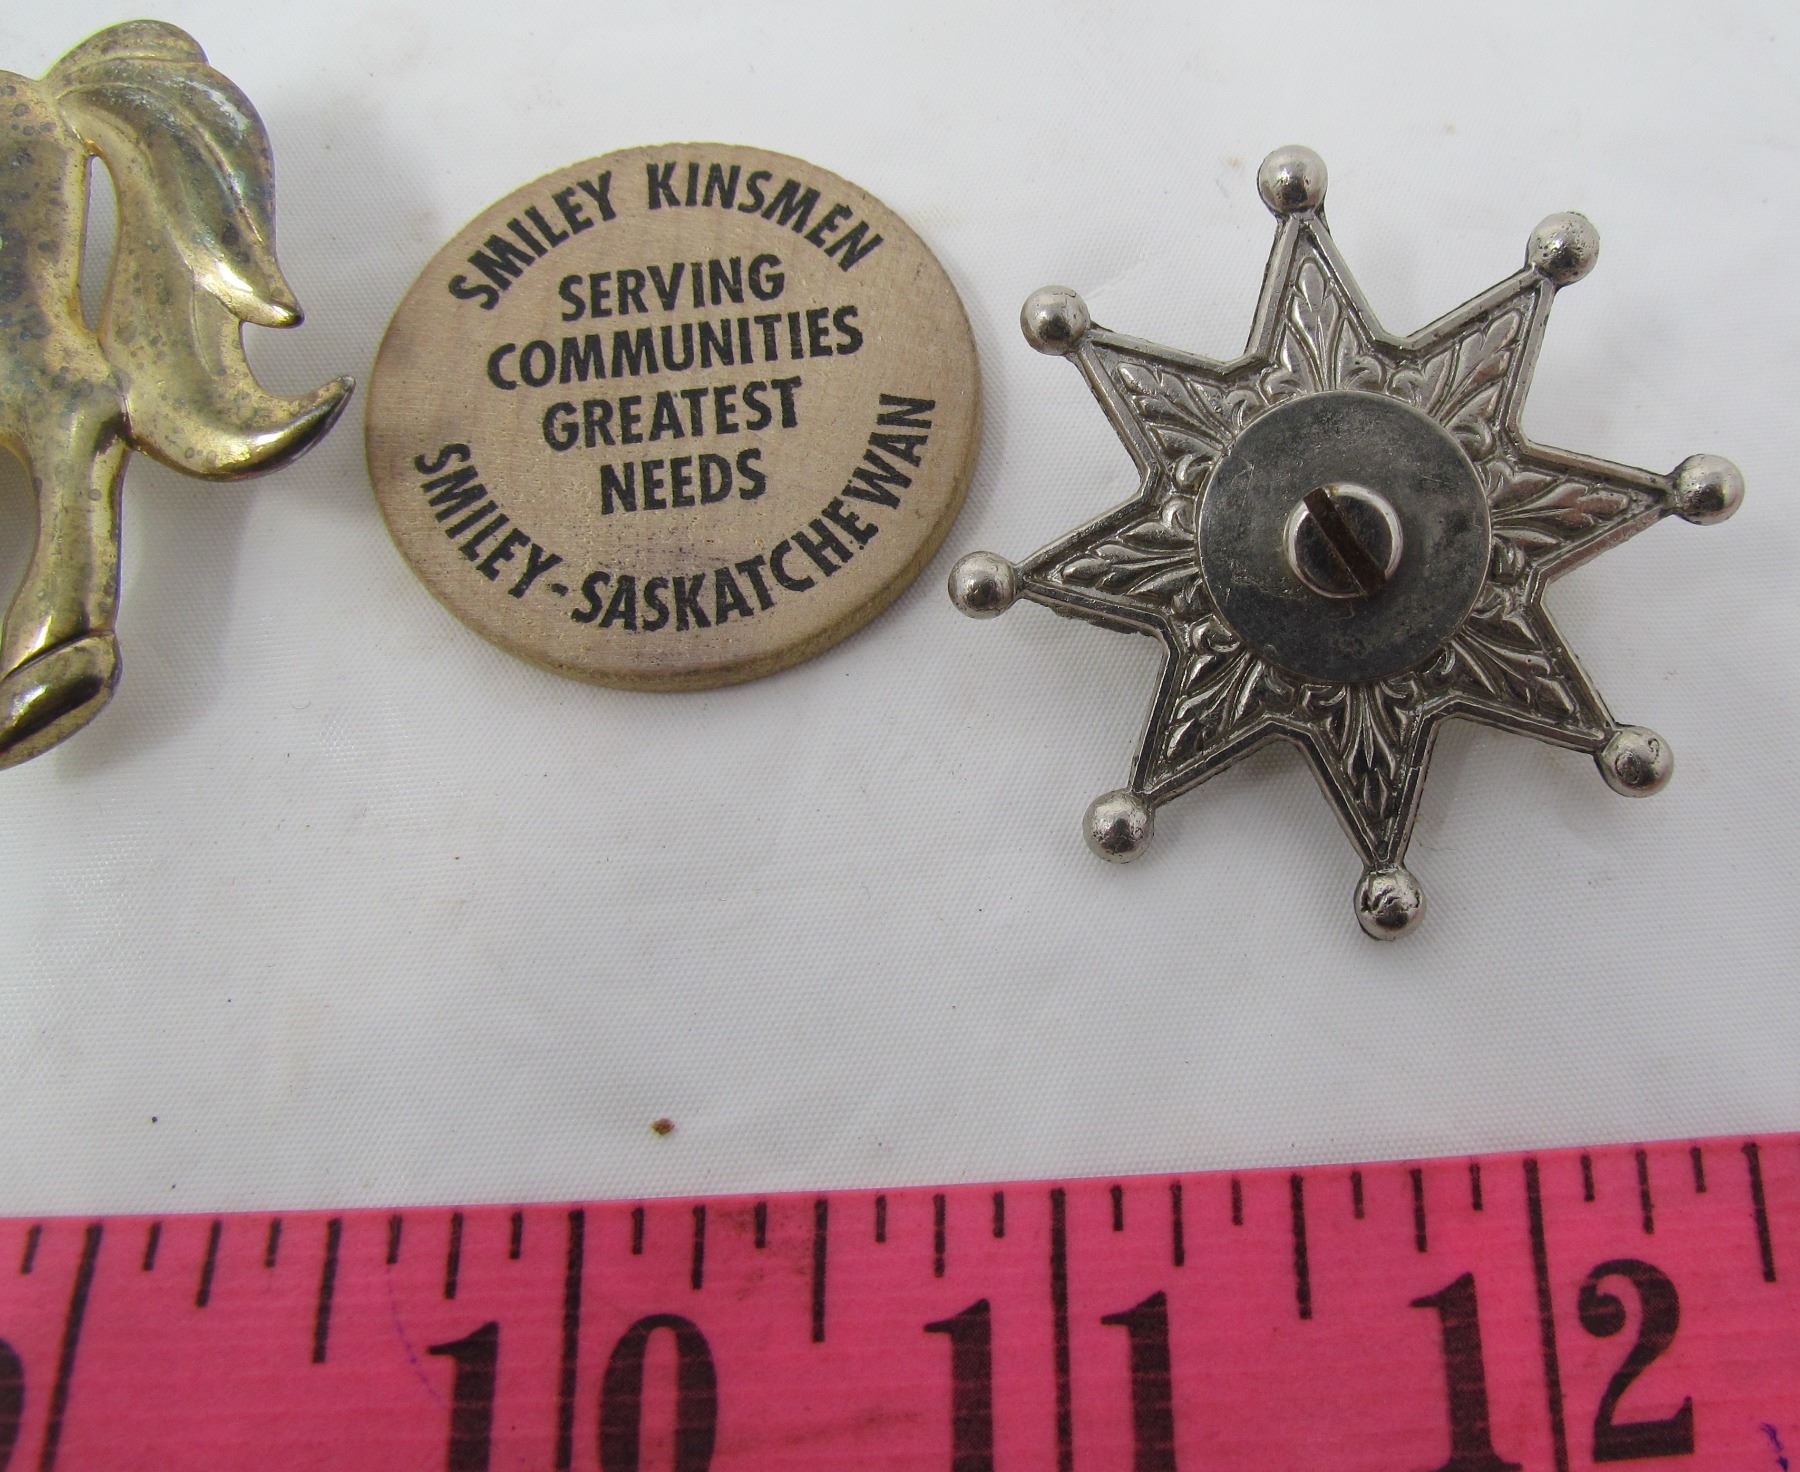 SMILEY KINSMEN
SERVING
COMMUNITIES
GREATEST
NEEDS
SMILEY-SASKATCHEWAN
10
11
12